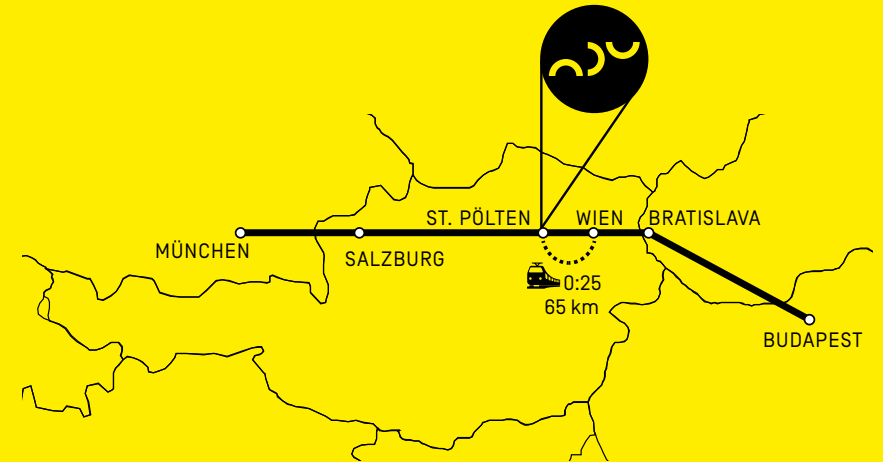 ST. PÖLTEN
WIEN
BRATISLAVA
MÜNCHEN
SALZBURG
0:25
65 km
BUDAPEST